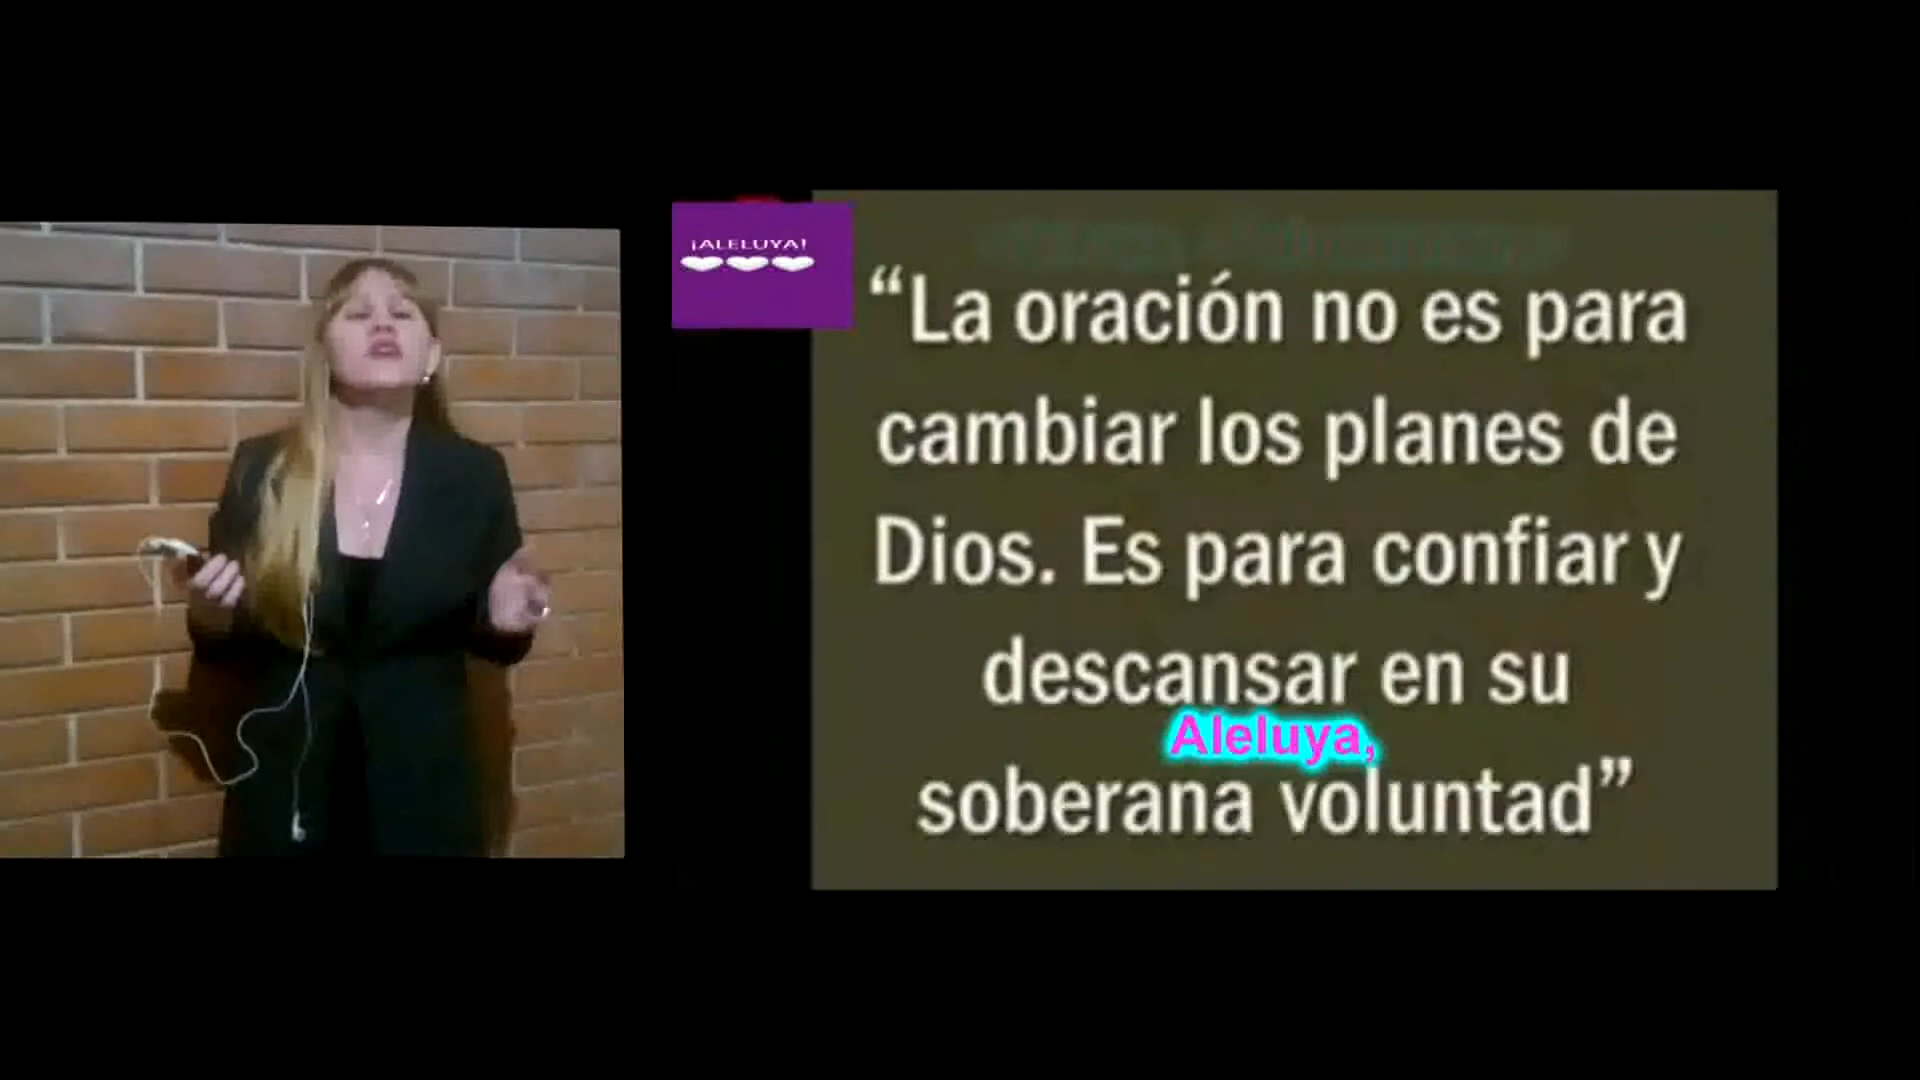 ¡ALELUYA!
“La oración no es para
cambiar los planes de
Dios. Es para confiar y
descansar en su
Aleluya,
soberana voluntad”